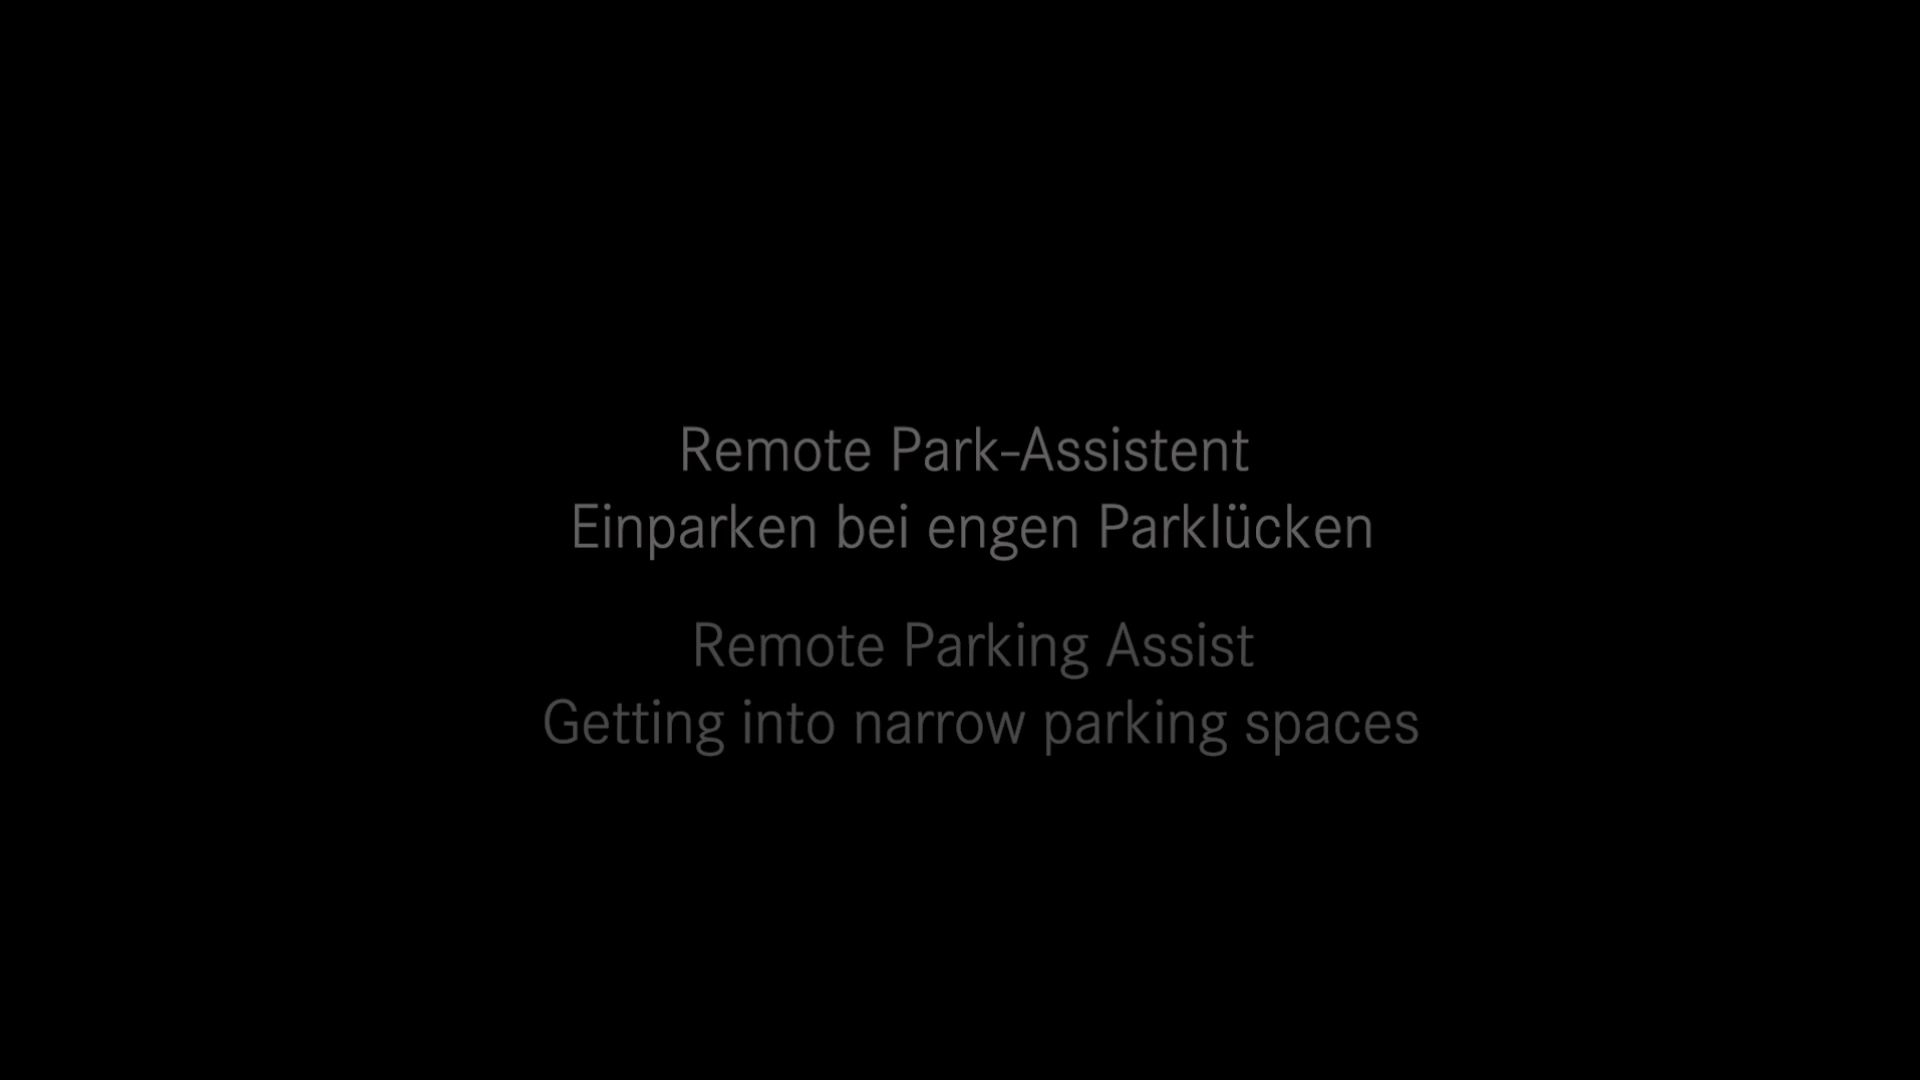 Remote Park-Assistent
Einparken bei engen Parklücken
Remote Parking Assist
Getting into narrow parking spaces